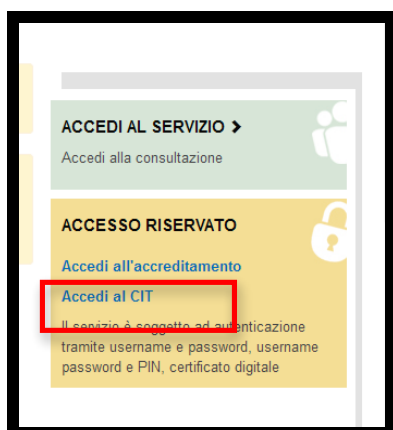 ACCEDI AL SERVIZIO >
Accedi alla consultazione
ACCESSO RISERVATO
Accedi all'accreditamento
Accedi al CIT
Il servizio è soggetto ad autenticazione
tramite username e password, username
password e PIN, certificato digitale